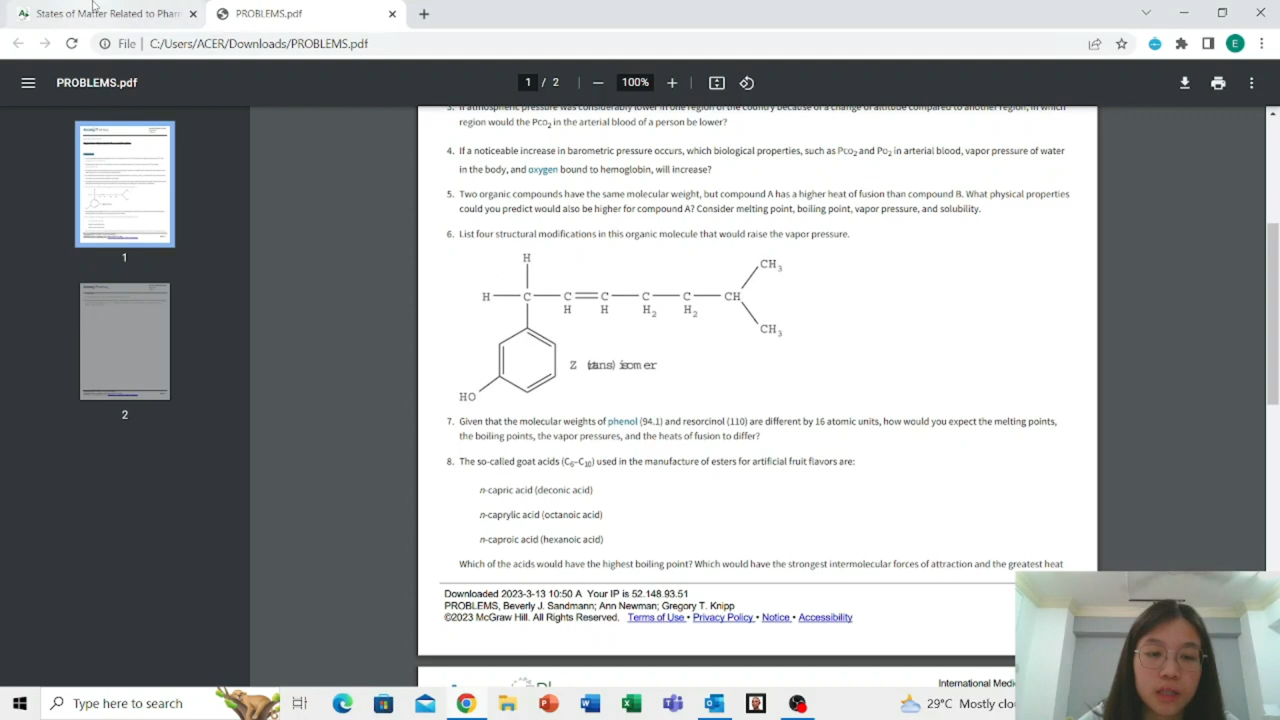 States of Matter Related to Pharm
PROBLEMS.pdf
File
C:/Users/ACER/Downloads/PROBLEMS.pdf
E
PROBLEMS.pdf
1 / 2
100%
3. If atmospheric pressure was considerably lower in one region of the country because of a change of altitude compared to another region, in which
region would the PCO2 in the arterial blood of a person be lower?
4. If a noticeable increase in barometric pressure occurs, which biological properties, such as PCO2 and PO2 in arterial blood, vapor pressure of water
in the body, and oxygen bound to hemoglobin, will increase?
5. Two organic compounds have the same molecular weight, but compound A has a higher heat of fusion than compound B. What physical properties
could you predict would also be higher for compound A? Consider melting point, boiling point, vapor pressure, and solubility.
6. List four structural modifications in this organic molecule that would raise the vapor pressure.
H
CH3
H C C C C C CH
H H H2 H2
CH3
Z isomer
HO
7. Given that the molecular weights of phenol (94.1) and resorcinol (110) are different by 16 atomic units, how would you expect the melting points,
the boiling points, the vapor pressures, and the heats of fusion to differ?
8. The so-called goat acids (C6–C10) used in the manufacture of esters for artificial fruit flavors are:
n-capric acid (deconic acid)
n-caprylic acid (octanoic acid)
n-caproic acid (hexanoic acid)
Which of the acids would have the highest boiling point? Which would have the strongest intermolecular forces of attraction and the greatest heat
Downloaded 2023-3-13 10:50 A Your IP is 52.148.93.51
PROBLEMS, Beverly J. Sandmann; Ann Newman; Gregory T. Knipp
©2023 McGraw Hill. All Rights Reserved. Terms of Use • Privacy Policy • Notice • Accessibility
1
2
Type here to search
29°C Mostly clo